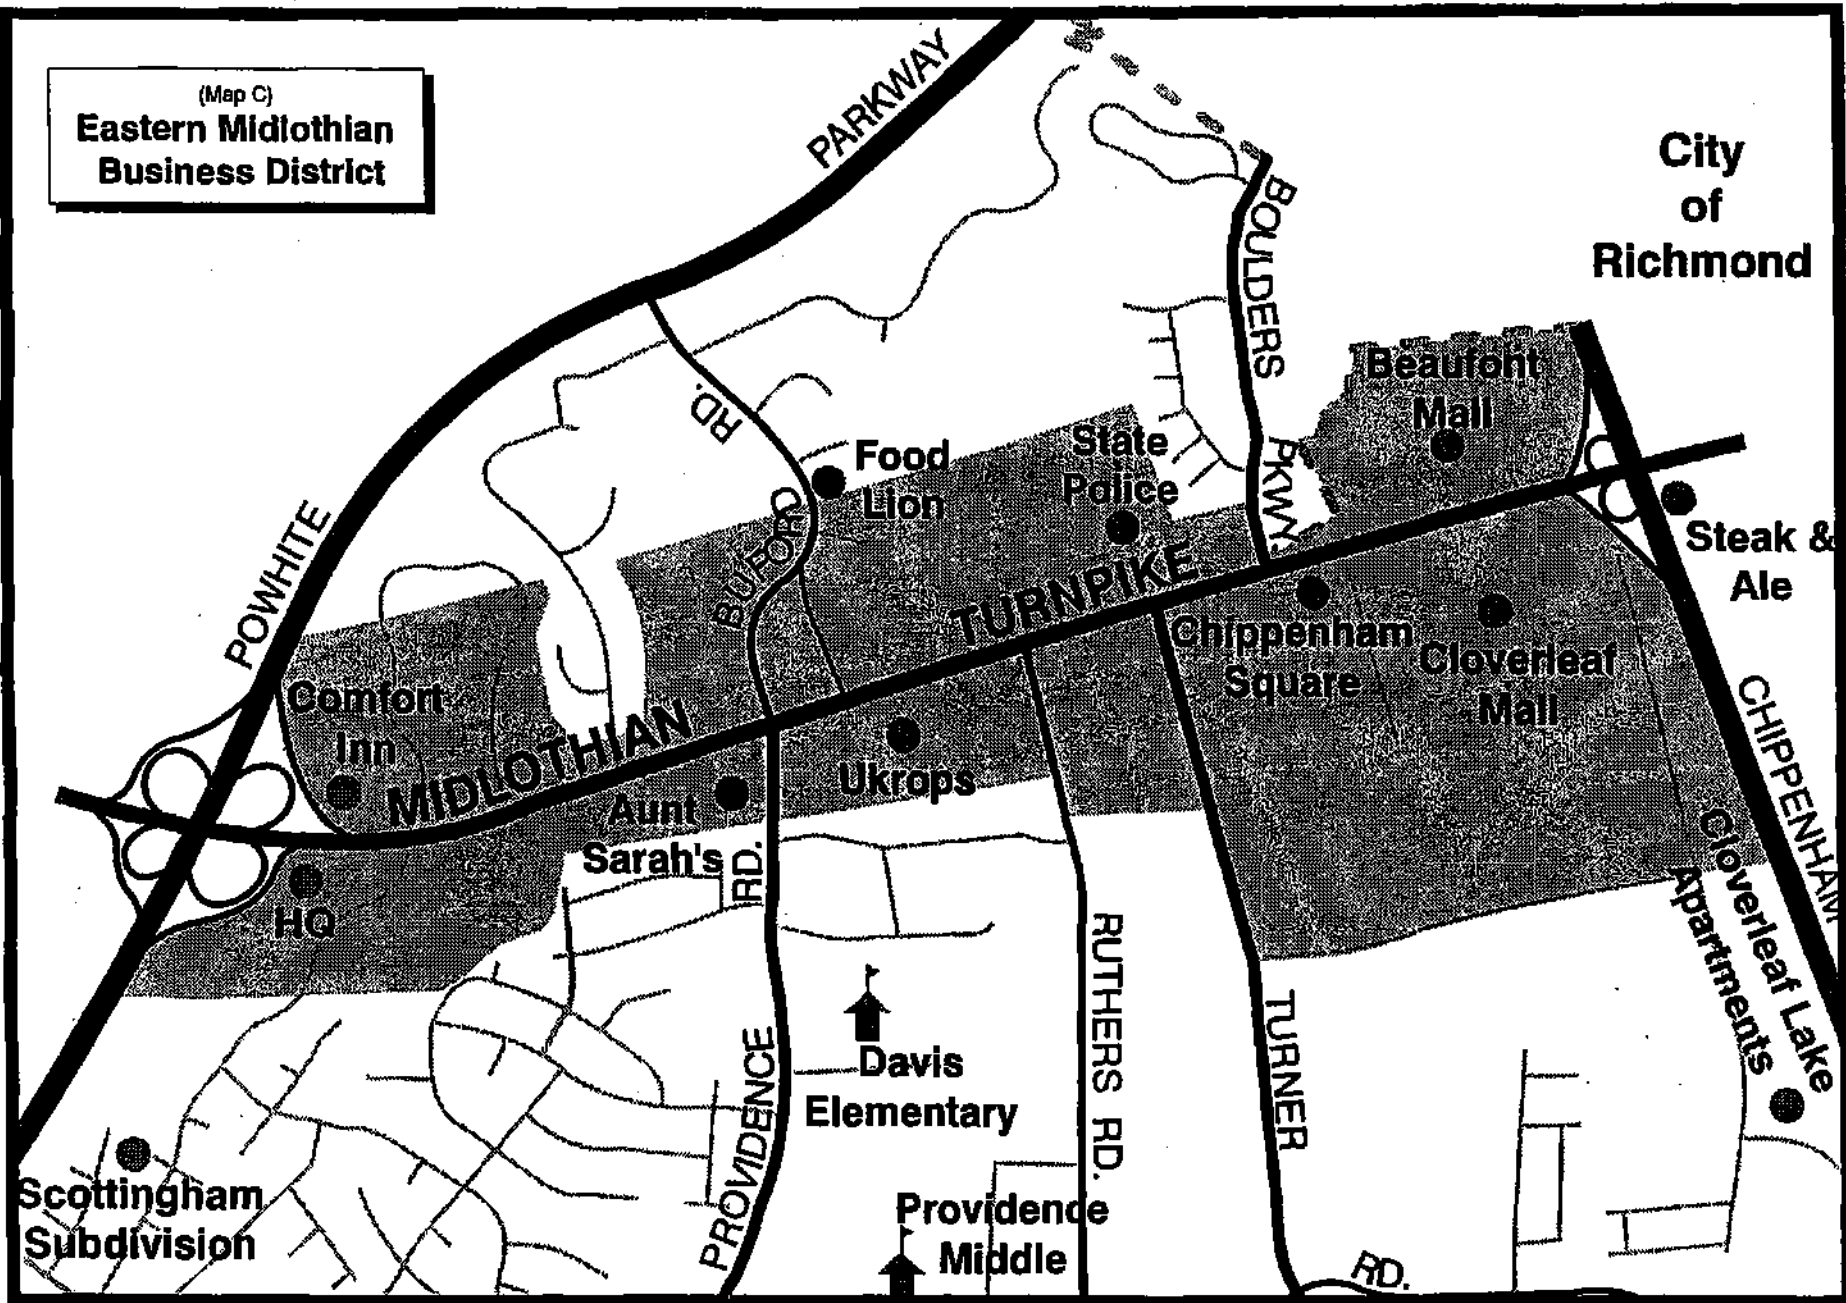 (Map C)
Eastern Midlothian
Business District
PARKWAY
City
of
Richmond
BOULDERS
PKWY.
Beaufont
Mall
RD.
BUFORD
Food
Lion
State
Police
Steak &
Ale
POWHITE
MIDLOTHIAN
TURNPIKE
Chippenham
Square
Cloverleaf
Mall
Comfort
Inn
Ukrops
Aunt
Sarah's
HQ
CHIPPENHAM
Cloverleaf Lake
Apartments
RD.
PROVIDENCE
RUTHERS RD.
TURNER
RD.
Davis
Elementary
Providence
Middle
Scottingham
Subdivision